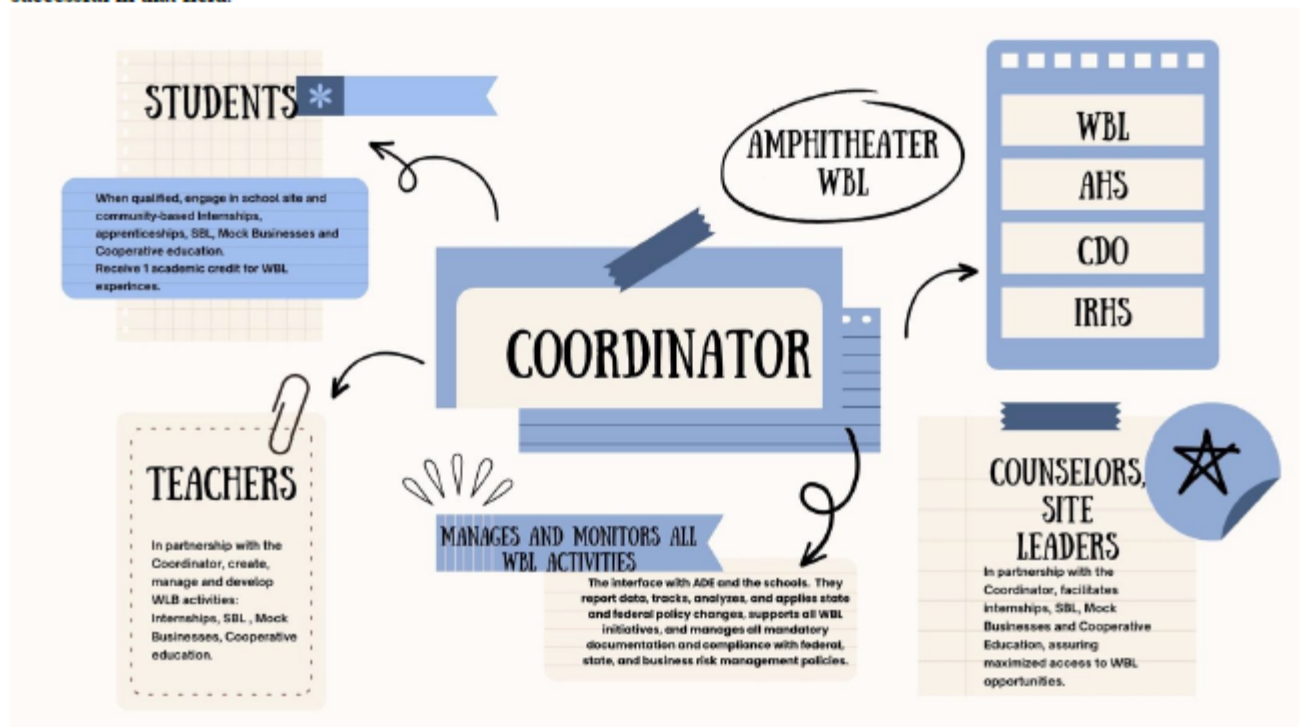 STUDENTS
When qualified, engage in school site and
community-based Internships,
apprenticeships, SBL, Mock Businesses and
Cooperative education.
Receive 1 academic credit for WBL
experinces.
AMPHITHEATER
WBL
WBL
AHS
CDO
IRHS
COORDINATOR
TEACHERS
In partnership with the
Coordinator, create,
manage and develop
WLB activities:
Internships, SBL , Mock
Businesses, Cooperative
education.
MANAGES AND MONITORS ALL
WBL ACTIVITIES
The interface with ADE and the schools. They
report data, tracks, analyzes, and applies state
and federal policy changes, supports all WBL
initiatives, and manages all mandatory
documentation and compliance with federal,
state, and business risk management policies.
COUNSELORS,
SITE
LEADERS
In partnership with the
Coordinator, facilitates
internships, SBL, Mock
Businesses and Cooperative
Education, assuring
maximized access to WBL
opportunities.